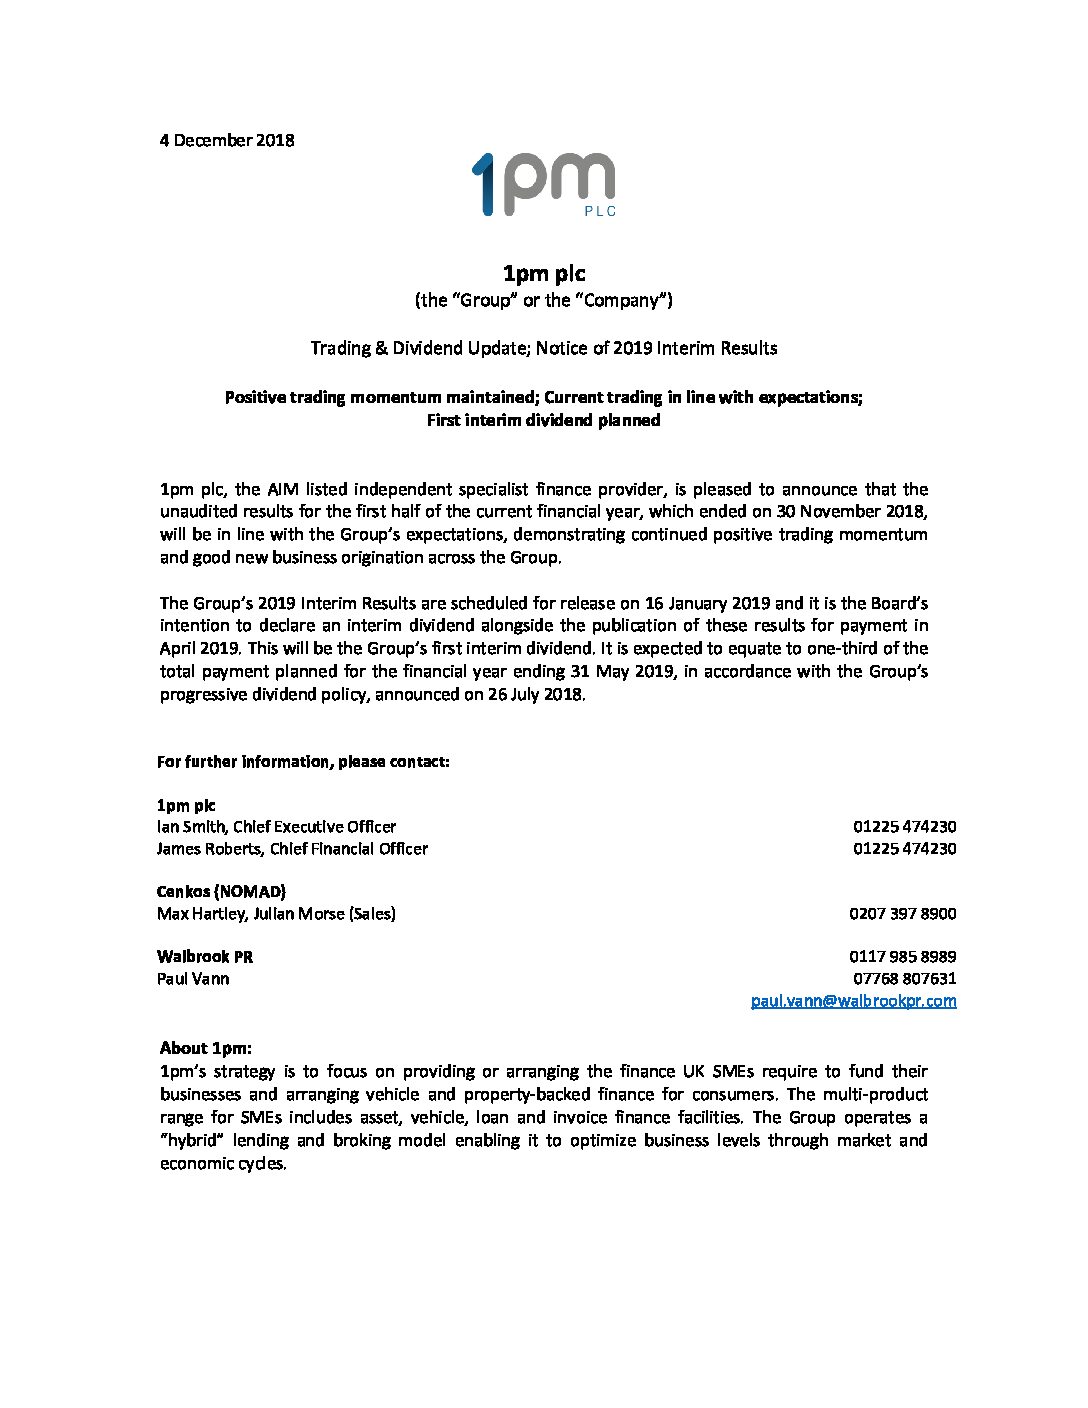 4 December 2018
1pm
PLC
1pm plc
(the “Group” or the “Company”)
Trading & Dividend Update; Notice of 2019 Interim Results
Positive trading momentum maintained; Current trading in line with expectations;
First interim dividend planned
1pm plc, the AIM listed independent specialist finance provider, is pleased to announce that the
unaudited results for the first half of the current financial year, which ended on 30 November 2018,
will be in line with the Group’s expectations, demonstrating continued positive trading momentum
and good new business origination across the Group.
The Group’s 2019 Interim Results are scheduled for release on 16 January 2019 and it is the Board’s
intention to declare an interim dividend alongside the publication of these results for payment in
April 2019. This will be the Group’s first interim dividend. It is expected to equate to one-third of the
total payment planned for the financial year ending 31 May 2019, in accordance with the Group’s
progressive dividend policy, announced on 26 July 2018.
For further information, please contact:
1pm plc
Ian Smith, Chief Executive Officer 01225 474230
James Roberts, Chief Financial Officer 01225 474230
Cenkos (NOMAD)
Max Hartley, Julian Morse (Sales) 0207 397 8900
Walbrook PR 0117 985 8989
Paul Vann 07768 807631
paul.vann@walbrookpr.com
About 1pm:
1pm’s strategy is to focus on providing or arranging the finance UK SMEs require to fund their
businesses and arranging vehicle and property-backed finance for consumers. The multi-product
range for SMEs includes asset, vehicle, loan and invoice finance facilities. The Group operates a
“hybrid” lending and broking model enabling it to optimize business levels through market and
economic cycles.